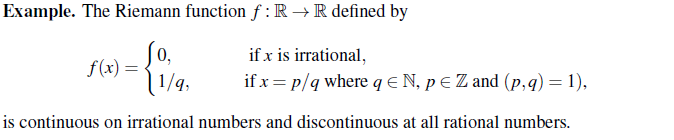 Example. The Riemann function f : ℝ → ℝ defined by
f(x) = { 0, if x is irrational,
1/q, if x = p/q where q ∈ ℕ, p ∈ ℤ and (p,q) = 1),
is continuous on irrational numbers and discontinuous at all rational numbers.